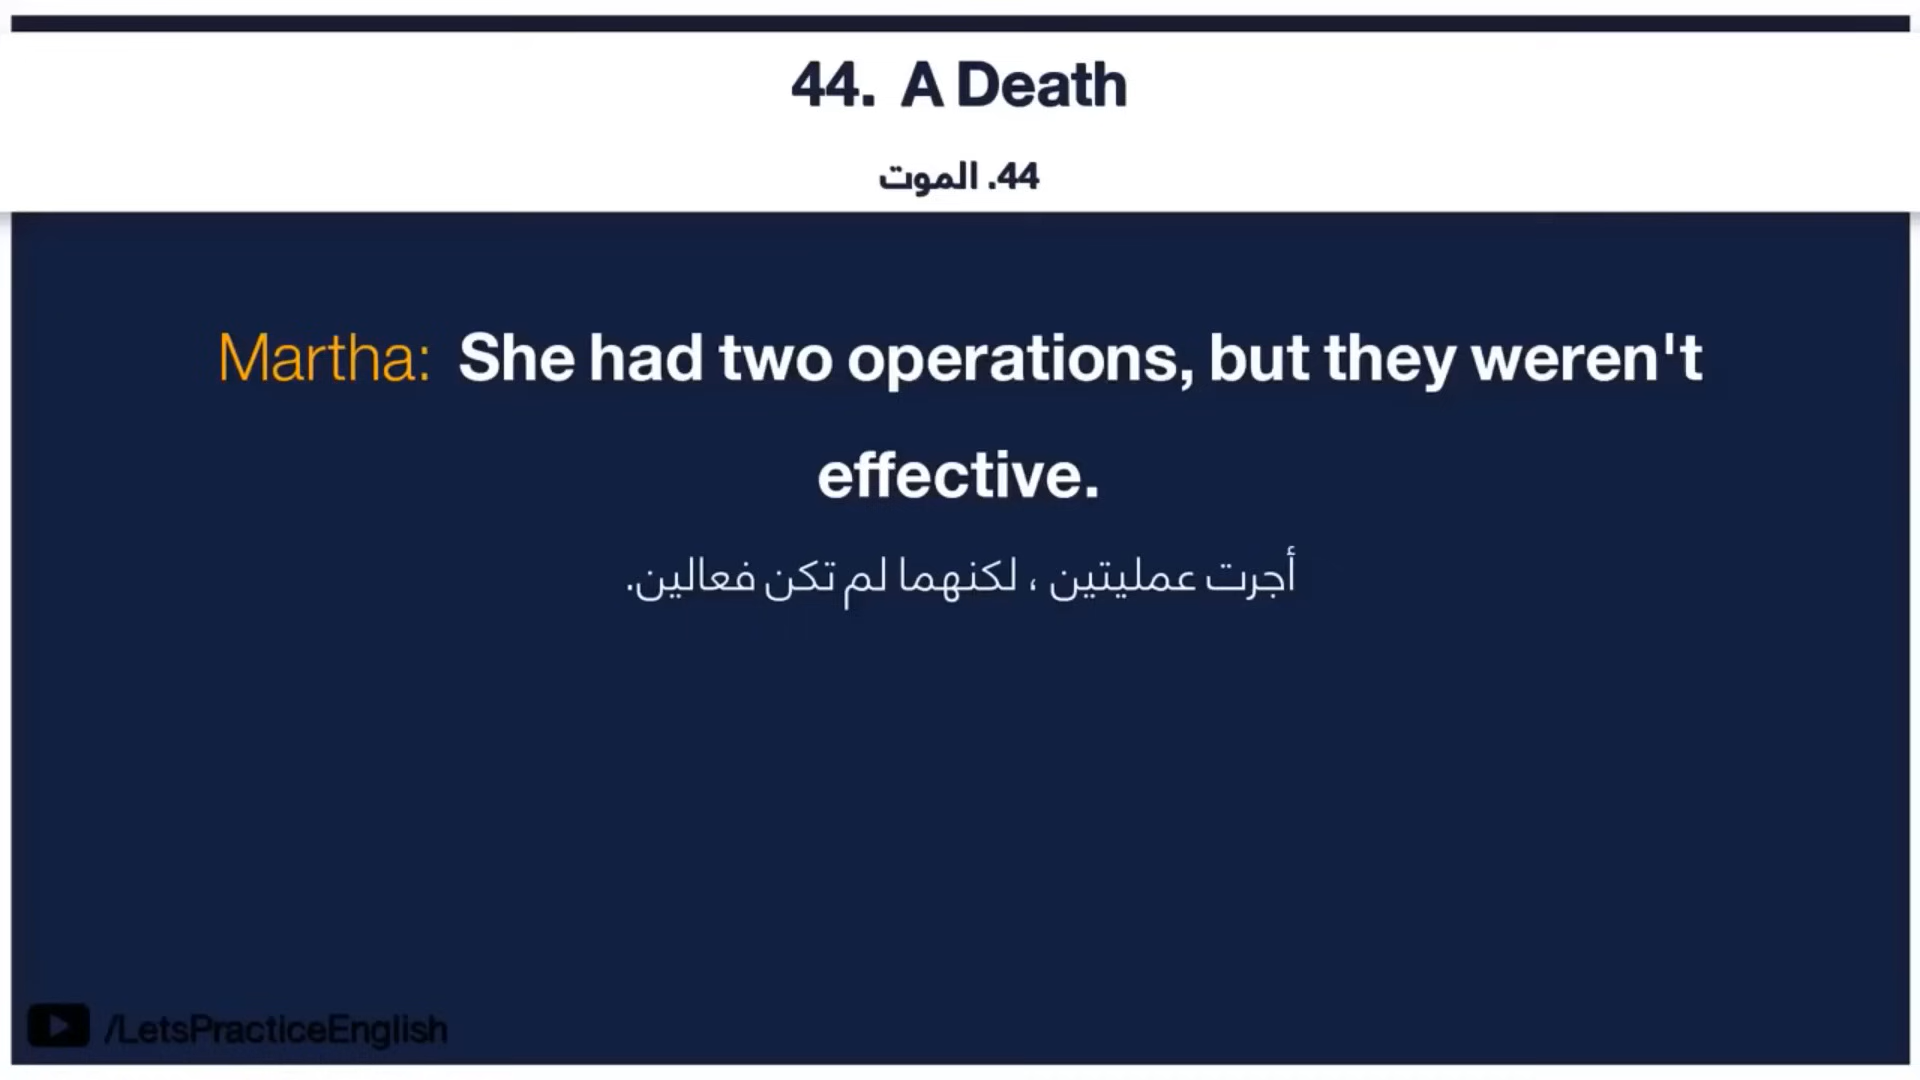 44. A Death
44. الموت
Martha: She had two operations, but they weren't
effective.
أجرت عمليتين ، لكنهما لم تكن فعالين.
/LetsPracticeEnglish